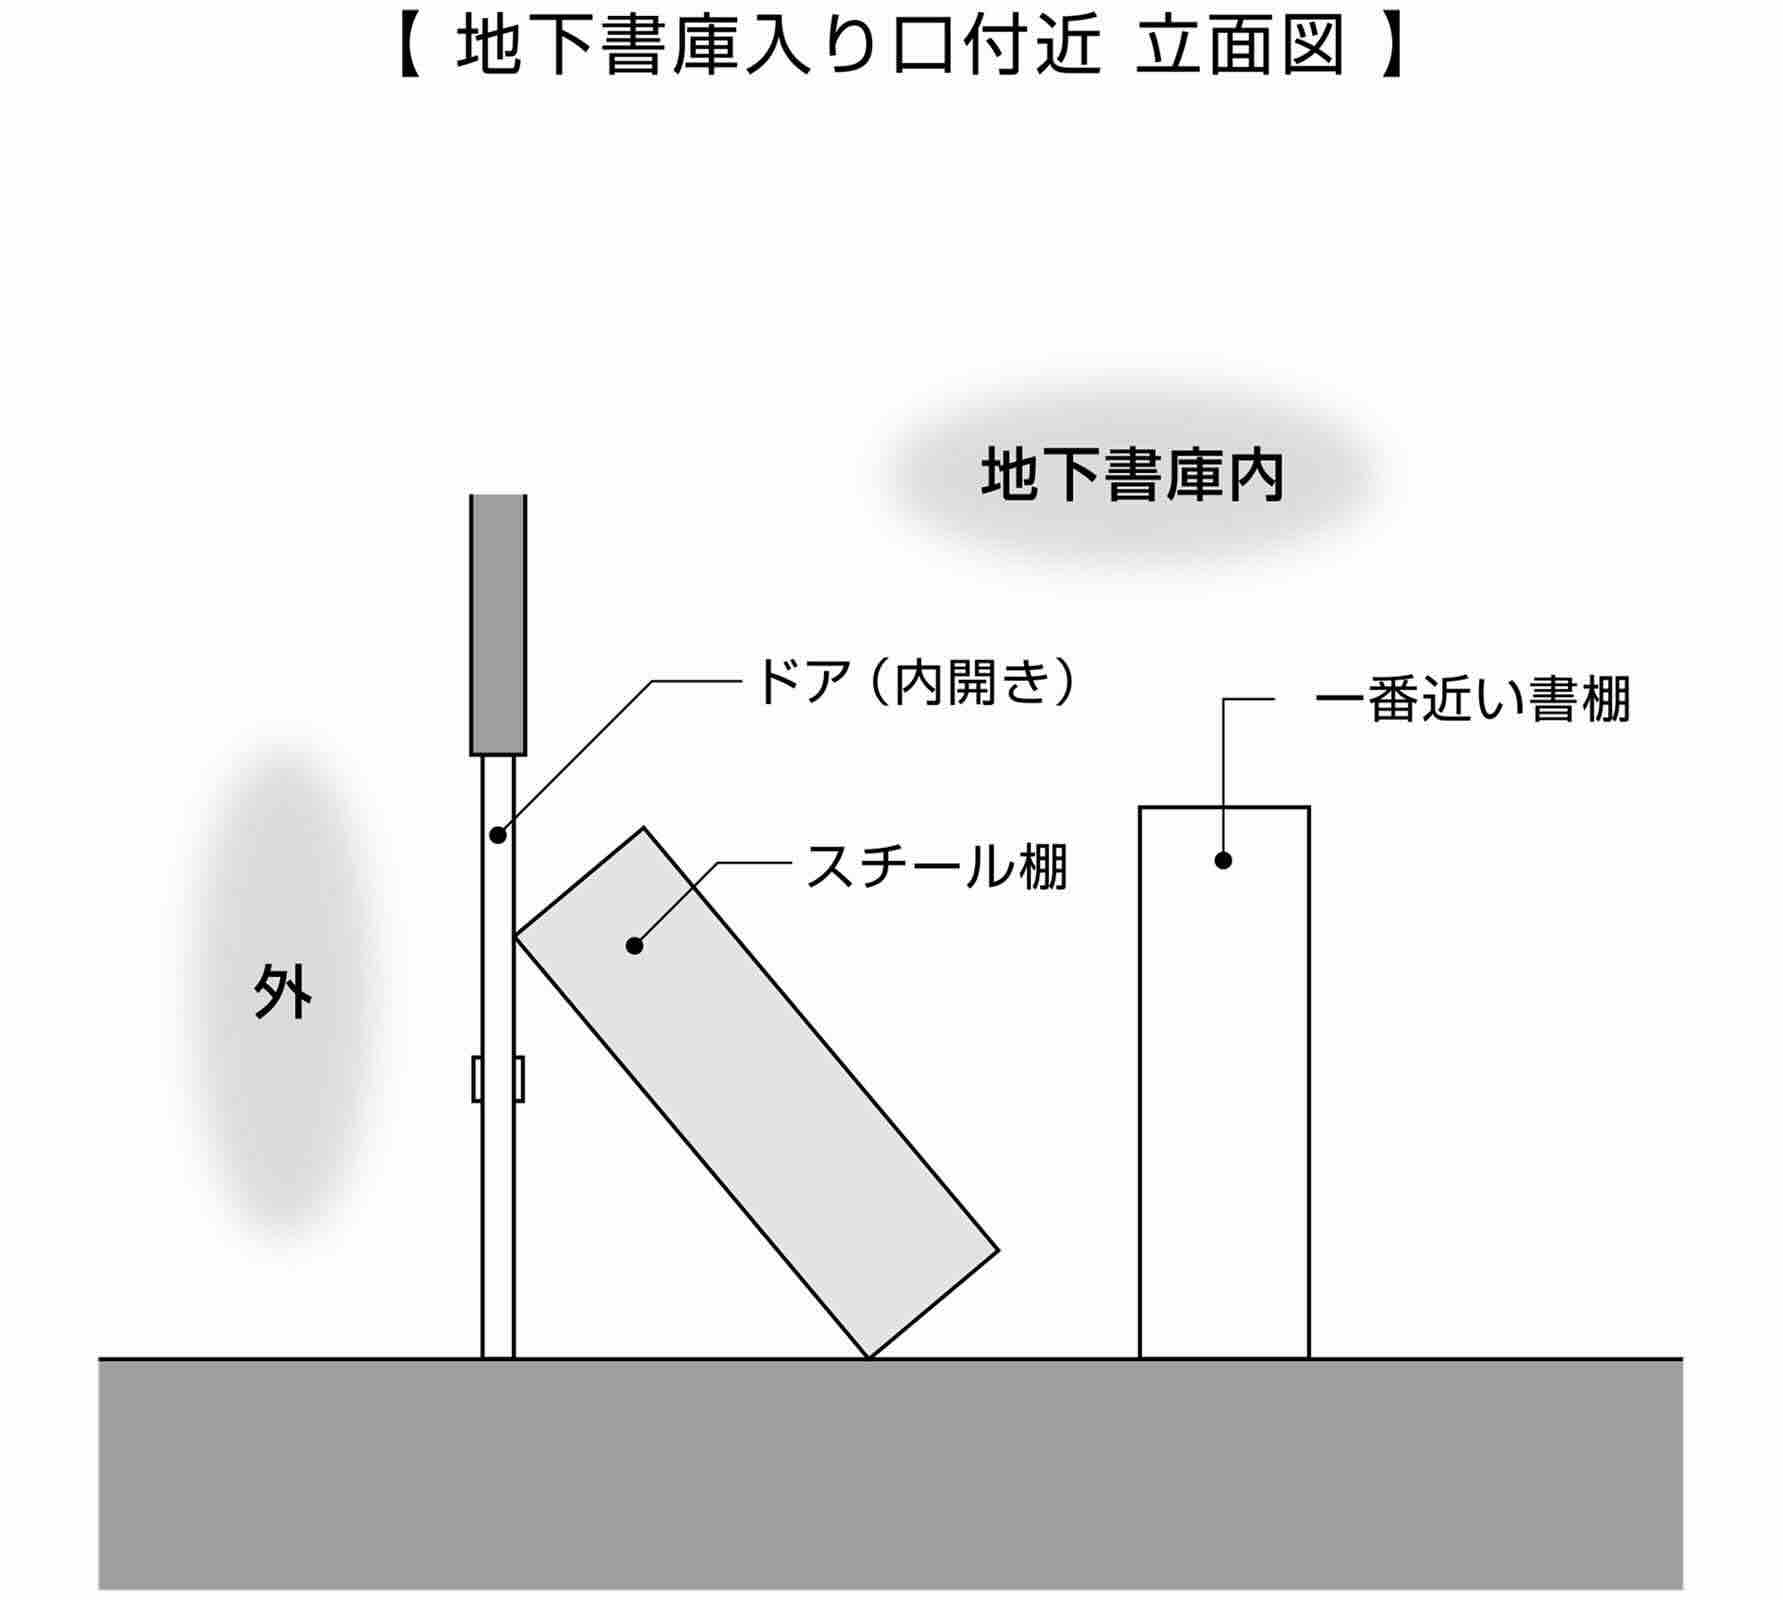 【 地下書庫入り口付近 立面図 】
地下書庫内
ドア（内開き）
一番近い書棚
スチール棚
外